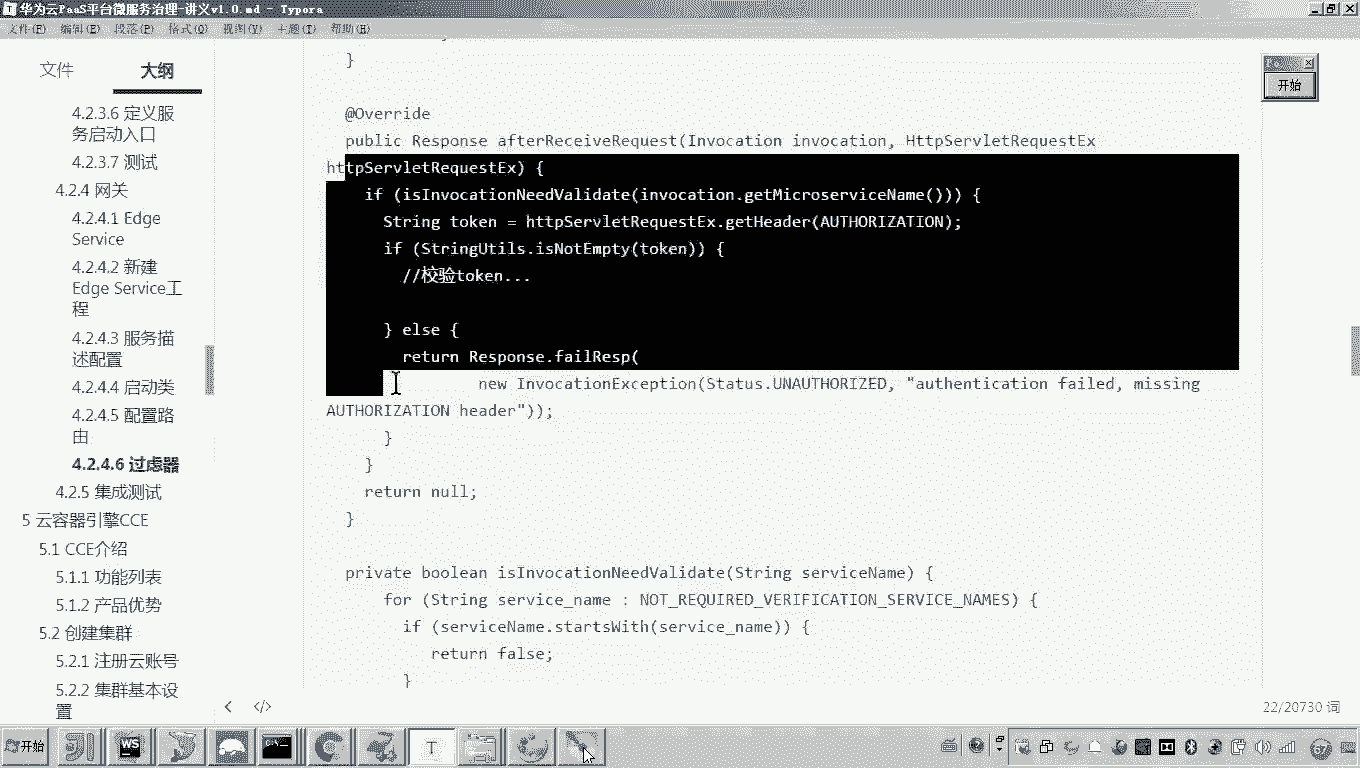 华为云PaaS平台微服务治理-讲义v1.0.md - Typora
文件(F) 编辑(E) 段落(P) 格式(O) 视图(V) 主题(T) 帮助(H)
文件
大纲
4.2.3.6 定义服
务启动入口
4.2.3.7 测试
4.2.4 网关
4.2.4.1 Edge
Service
4.2.4.2 新建
Edge Service工
程
4.2.4.3 服务描
述配置
4.2.4.4 启动类
4.2.4.5 配置路
由
4.2.4.6 过虑器
4.2.5 集成测试
5 云容器引擎CCE
5.1 CCE介绍
5.1.1 功能列表
5.1.2 产品优势
5.2 创建集群
5.2.1 注册云账号
5.2.2 集群基本设
置
}
@Override
public Response afterReceiveRequest(Invocation invocation, HttpServletRequestEx
httpServletRequestEx) {
if (isInvocationNeedValidate(invocation.getMicroserviceName())) {
String token = httpServletRequestEx.getHeader(AUTHORIZATION);
if (StringUtils.isNotEmpty(token)) {
//校验token...
} else {
return Response.failResp(
new InvocationException(Status.UNAUTHORIZED, "authentication failed, missing
AUTHORIZATION header"));
}
}
return null;
}
private boolean isInvocationNeedValidate(String serviceName) {
for (String service_name : NOT_REQUIRED_VERIFICATION_SERVICE_NAMES) {
if (serviceName.startsWith(service_name)) {
return false;
}
开始
< </>
22/20730 词
开始
WS
T
67